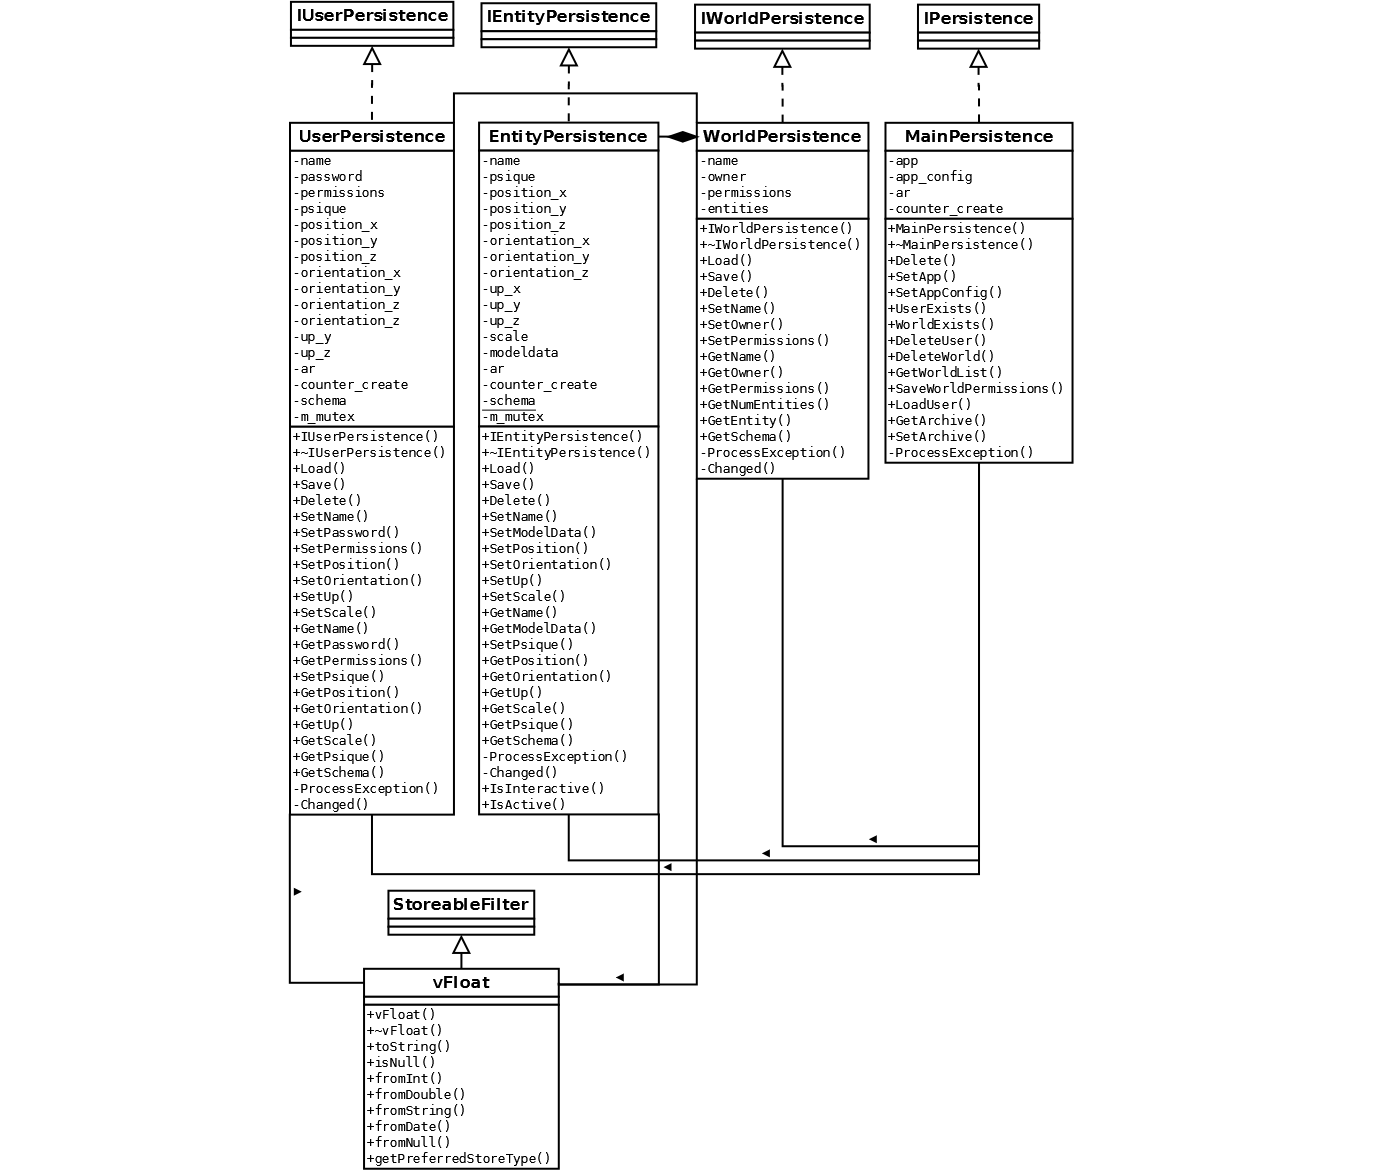 IUserPersistence
IEntityPersistence
IWorldPersistence
IPersistence
UserPersistence
-name
-password
-permissions
-psique
-position_x
-position_y
-position_z
-orientation_x
-orientation_y
-orientation_z
-orientation_z
-up_y
-up_z
-ar
-counter_create
-schema
-m_mutex
+IUserPersistence()
+~IUserPersistence()
+Load()
+Save()
+Delete()
+SetName()
+SetPassword()
+SetPermissions()
+SetPosition()
+SetOrientation()
+SetUp()
+SetScale()
+GetName()
+GetPassword()
+GetPermissions()
+SetPsique()
+GetPosition()
+GetOrientation()
+GetUp()
+GetScale()
+GetPsique()
+GetSchema()
-ProcessException()
-Changed()
EntityPersistence
-name
-psique
-position_x
-position_y
-position_z
-orientation_x
-orientation_y
-orientation_z
-up_x
-up_y
-up_z
-scale
-modeldata
-ar
-counter_create
-schema
-m_mutex
+IEntityPersistence()
+~IEntityPersistence()
+Load()
+Save()
+Delete()
+SetName()
+SetModelData()
+SetPosition()
+SetOrientation()
+SetUp()
+SetScale()
+GetName()
+GetModelData()
+SetPsique()
+GetPosition()
+GetOrientation()
+GetUp()
+GetScale()
+GetPsique()
+GetSchema()
-ProcessException()
-Changed()
+IsInteractive()
+IsActive()
WorldPersistence
-name
-owner
-permissions
-entities
+IWorldPersistence()
+~IWorldPersistence()
+Load()
+Save()
+Delete()
+SetName()
+SetOwner()
+SetPermissions()
+GetName()
+GetOwner()
+GetPermissions()
+GetNumEntities()
+GetEntity()
+GetSchema()
-ProcessException()
-Changed()
MainPersistence
-app
-app_config
-ar
-counter_create
+MainPersistence()
+~MainPersistence()
+Delete()
+SetApp()
+SetAppConfig()
+UserExists()
+WorldExists()
+DeleteUser()
+DeleteWorld()
+GetWorldList()
+SaveWorldPermissions()
+LoadUser()
+GetArchive()
+SetArchive()
-ProcessException()
StoreableFilter
vFloat
+vFloat()
+~vFloat()
+toString()
+isNull()
+fromInt()
+fromDouble()
+fromString()
+fromDate()
+fromNull()
+getPreferredStoreType()